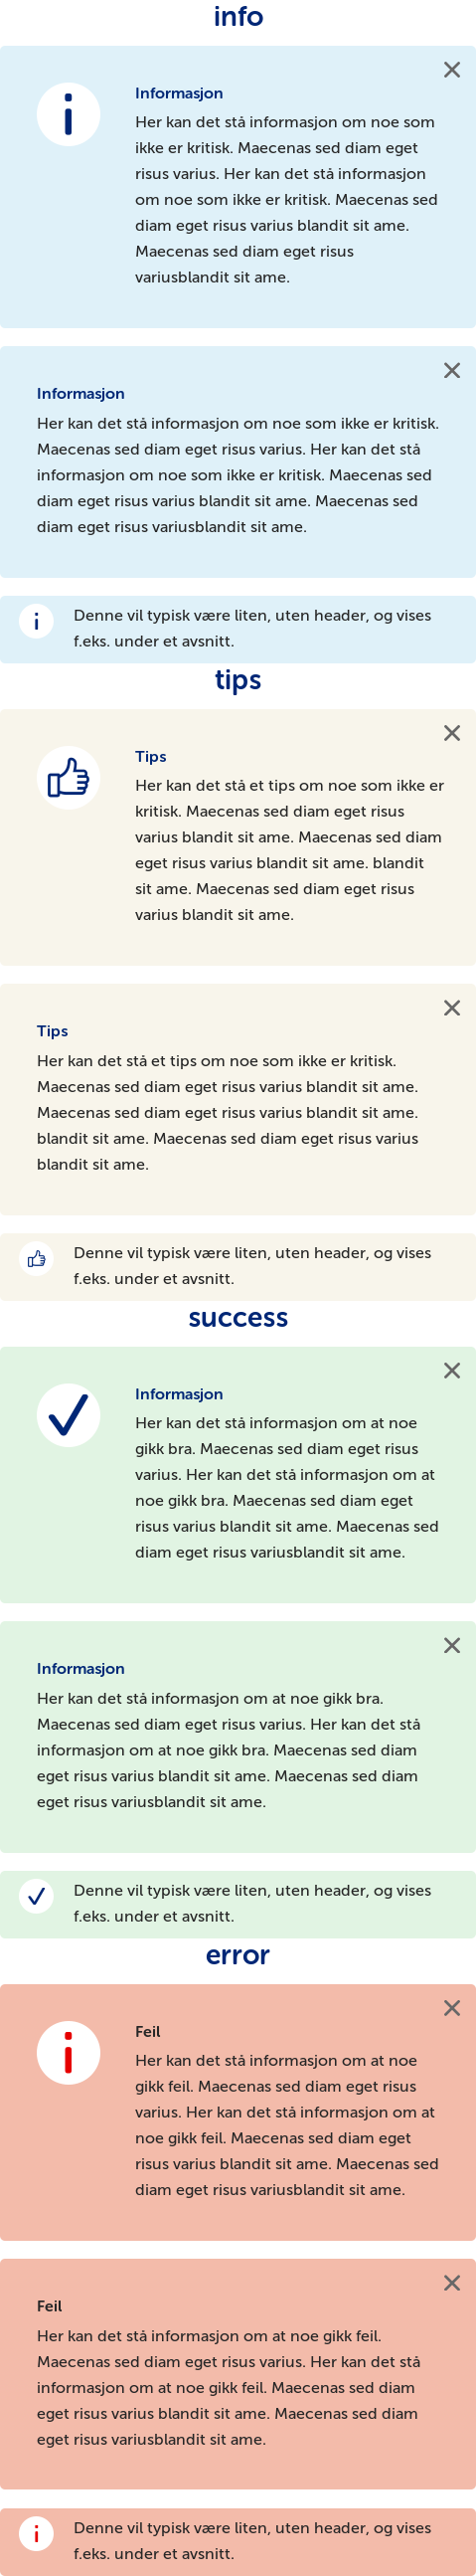 info
Informasjon
Her kan det stå informasjon om noe som
ikke er kritisk. Maecenas sed diam eget
risus varius. Her kan det stå informasjon
om noe som ikke er kritisk. Maecenas sed
diam eget risus varius blandit sit ame.
Maecenas sed diam eget risus
variusblandit sit ame.
Informasjon
Her kan det stå informasjon om noe som ikke er kritisk.
Maecenas sed diam eget risus varius. Her kan det stå
informasjon om noe som ikke er kritisk. Maecenas sed
diam eget risus varius blandit sit ame. Maecenas sed
diam eget risus variusblandit sit ame.
Denne vil typisk være liten, uten header, og vises
f.eks. under et avsnitt.
tips
Tips
Her kan det stå et tips om noe som ikke er
kritisk. Maecenas sed diam eget risus
varius blandit sit ame. Maecenas sed diam
eget risus varius blandit sit ame. blandit
sit ame. Maecenas sed diam eget risus
varius blandit sit ame.
Tips
Her kan det stå et tips om noe som ikke er kritisk.
Maecenas sed diam eget risus varius blandit sit ame.
Maecenas sed diam eget risus varius blandit sit ame.
blandit sit ame. Maecenas sed diam eget risus varius
blandit sit ame.
Denne vil typisk være liten, uten header, og vises
f.eks. under et avsnitt.
success
Informasjon
Her kan det stå informasjon om at noe
gikk bra. Maecenas sed diam eget risus
varius. Her kan det stå informasjon om at
noe gikk bra. Maecenas sed diam eget
risus varius blandit sit ame. Maecenas sed
diam eget risus variusblandit sit ame.
Informasjon
Her kan det stå informasjon om at noe gikk bra.
Maecenas sed diam eget risus varius. Her kan det stå
informasjon om at noe gikk bra. Maecenas sed diam
eget risus varius blandit sit ame. Maecenas sed diam
eget risus variusblandit sit ame.
Denne vil typisk være liten, uten header, og vises
f.eks. under et avsnitt.
error
Feil
Her kan det stå informasjon om at noe
gikk feil. Maecenas sed diam eget risus
varius. Her kan det stå informasjon om at
noe gikk feil. Maecenas sed diam eget
risus varius blandit sit ame. Maecenas sed
diam eget risus variusblandit sit ame.
Feil
Her kan det stå informasjon om at noe gikk feil.
Maecenas sed diam eget risus varius. Her kan det stå
informasjon om at noe gikk feil. Maecenas sed diam
eget risus varius blandit sit ame. Maecenas sed diam
eget risus variusblandit sit ame.
Denne vil typisk være liten, uten header, og vises
f.eks. under et avsnitt.